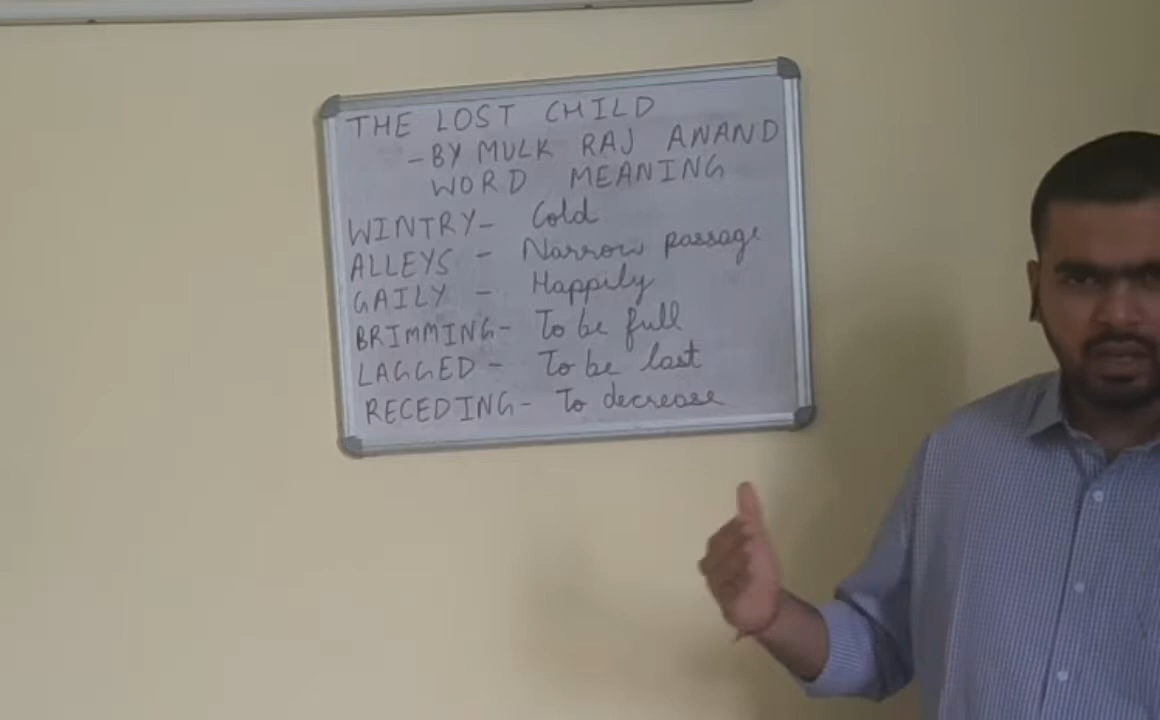 THE LOST CHILD
- BY MULK RAJ ANAND
WORD MEANING
WINTRY - Cold
ALLEYS - Narrow passage
GAILY - Happily
BRIMMING - To be full
LAGGED - To be last
RECEDING - To decrease